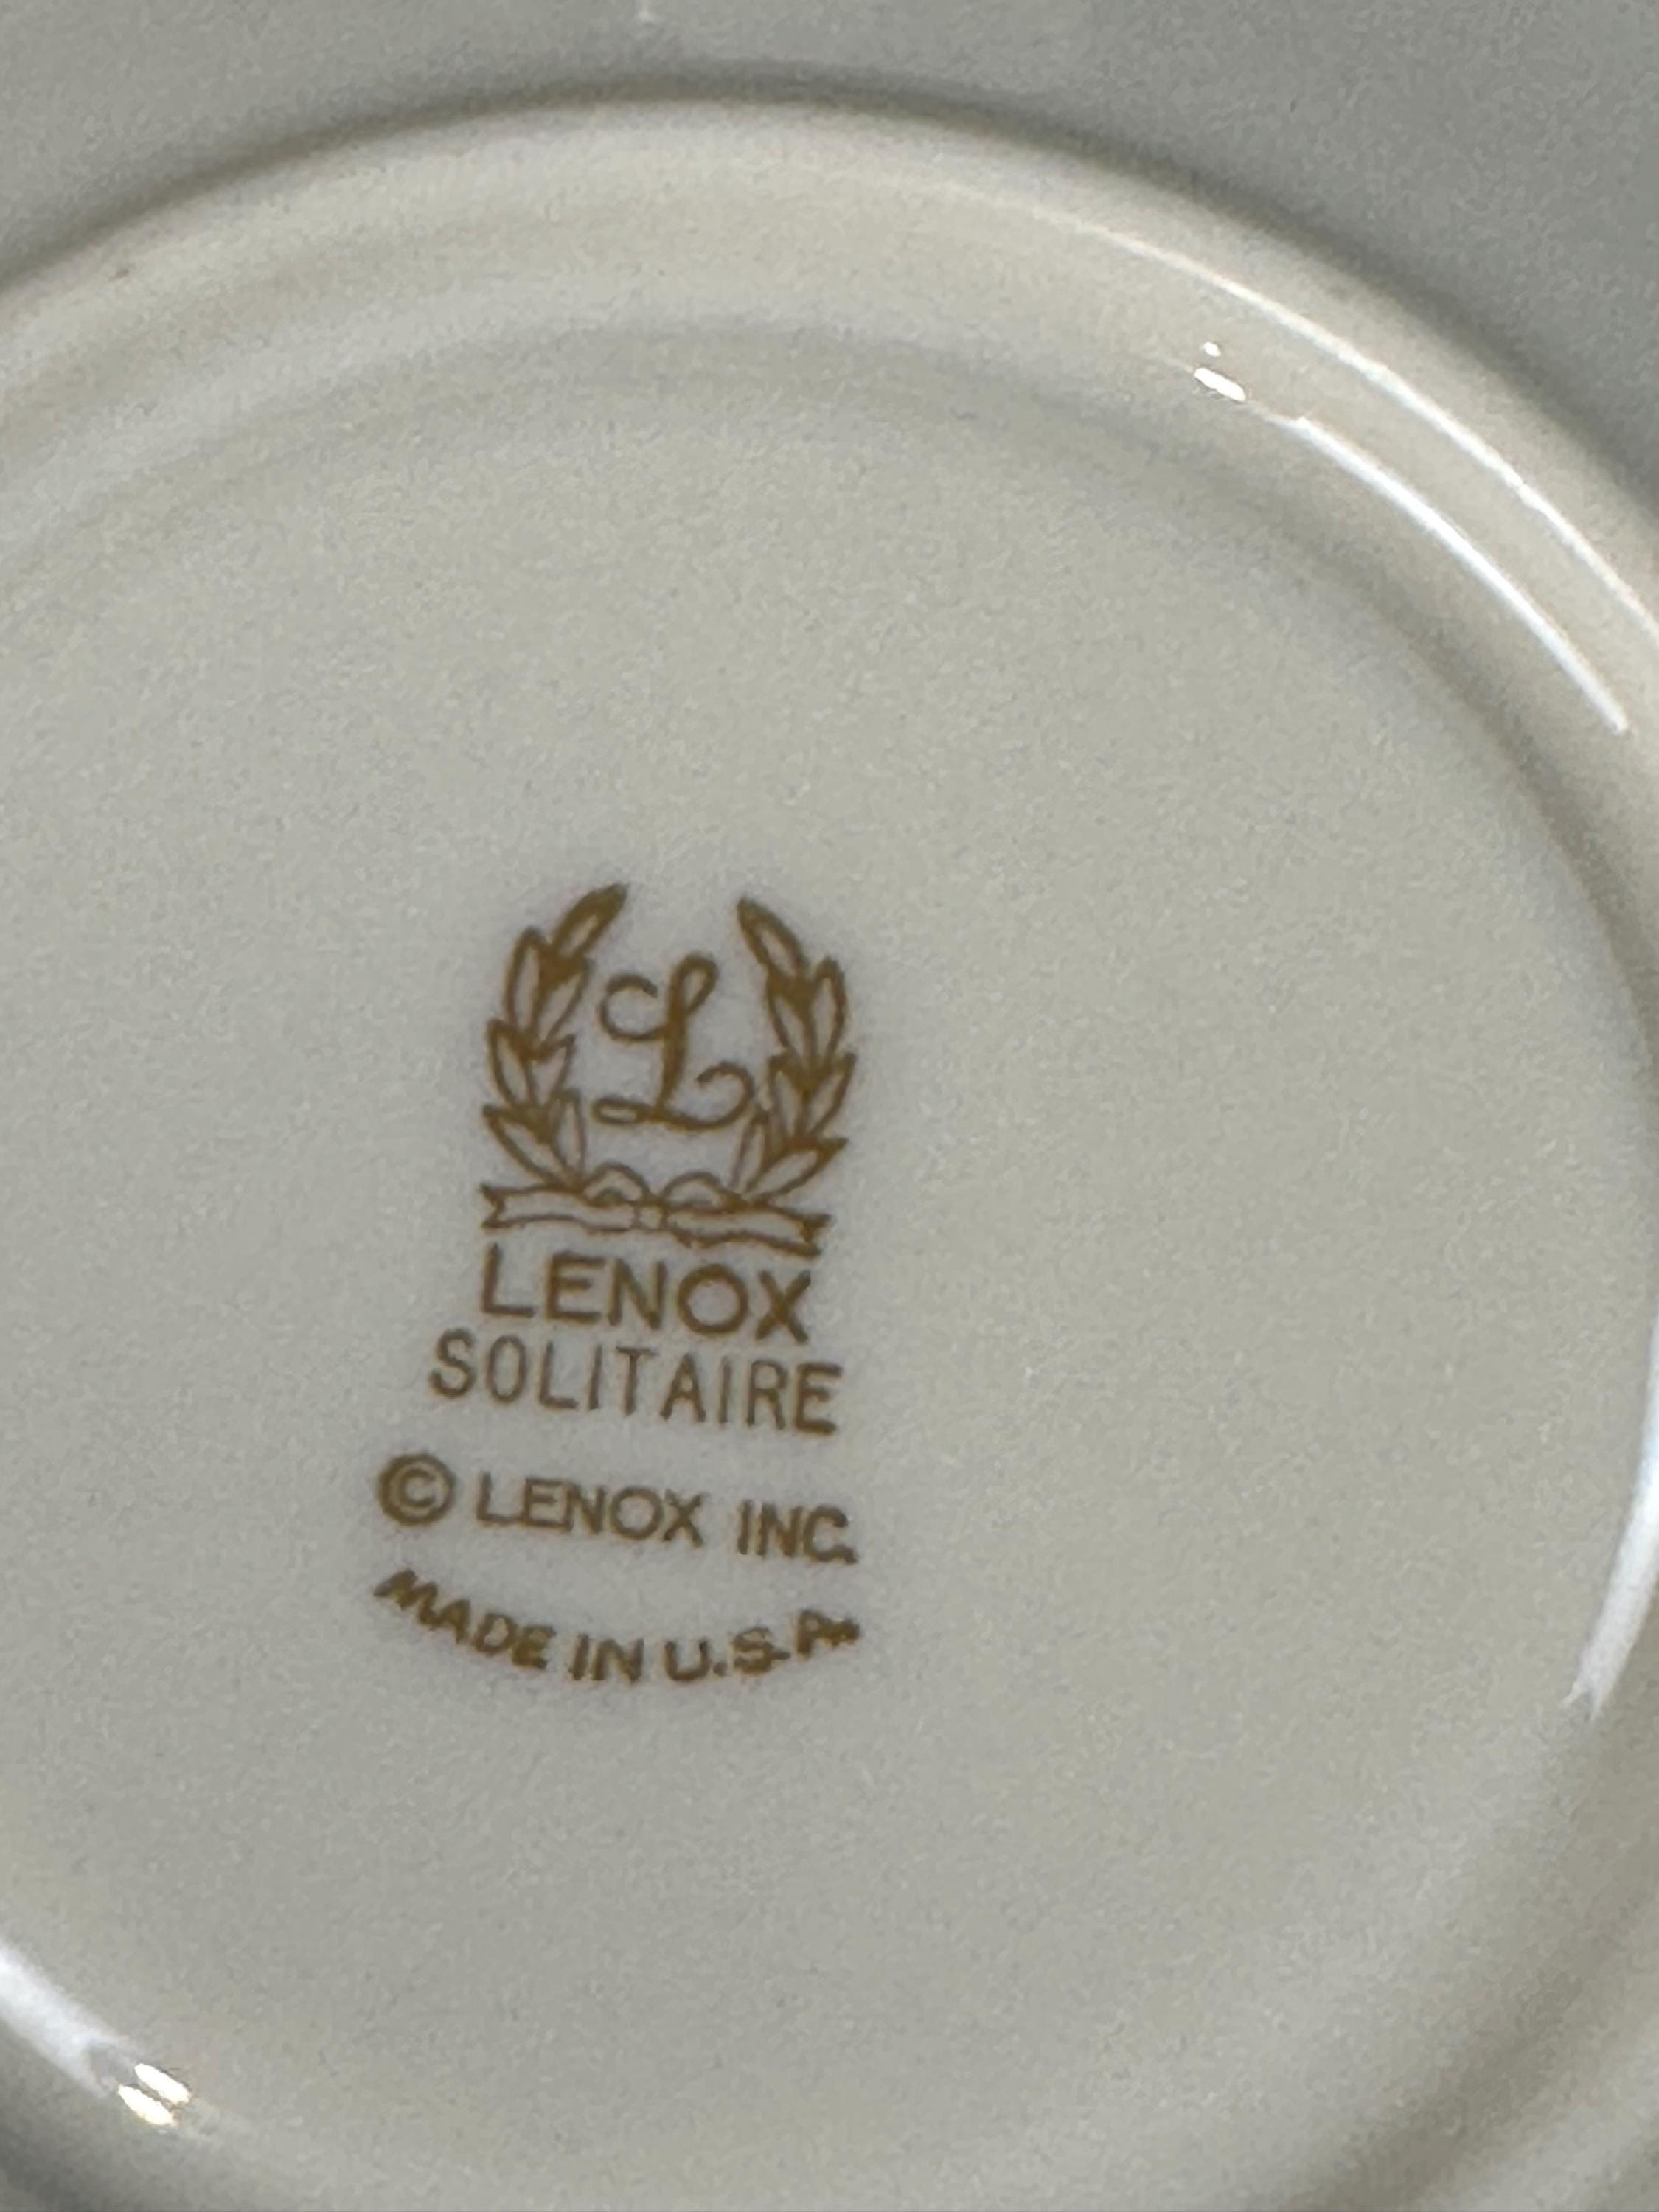 L
LENOX
SOLITAIRE
© LENOX INC.
MADE IN U.S.A.